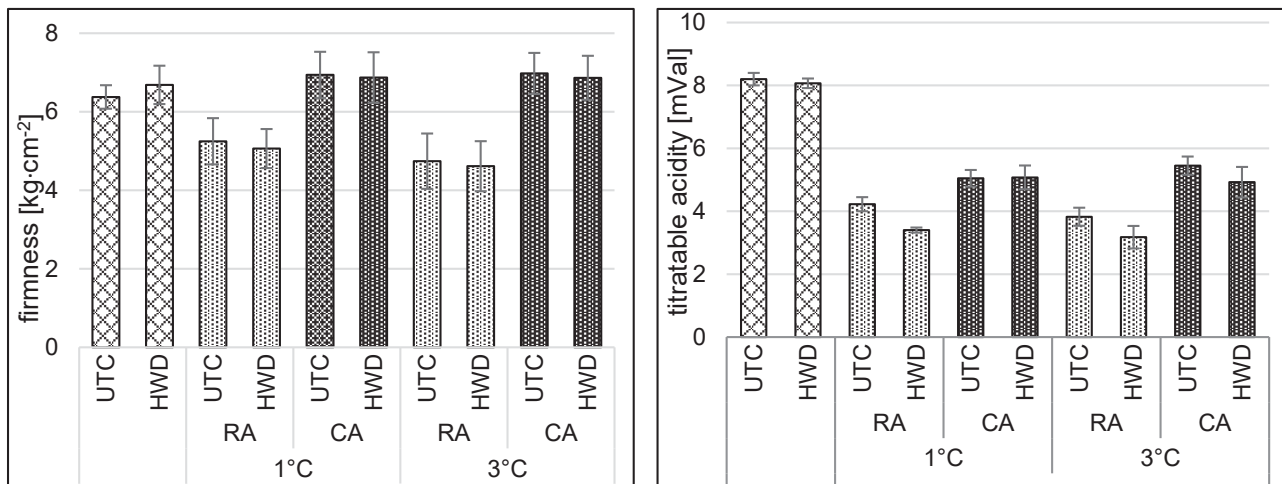 firmness [kg·cm-2]
8
6
4
2
0
UTC HWD UTC HWD UTC HWD UTC HWD UTC HWD
RA CA RA CA
1°C 3°C
titratable acidity [mVal]
10
8
6
4
2
0
UTC HWD UTC HWD UTC HWD UTC HWD UTC HWD
RA CA RA CA
1°C 3°C